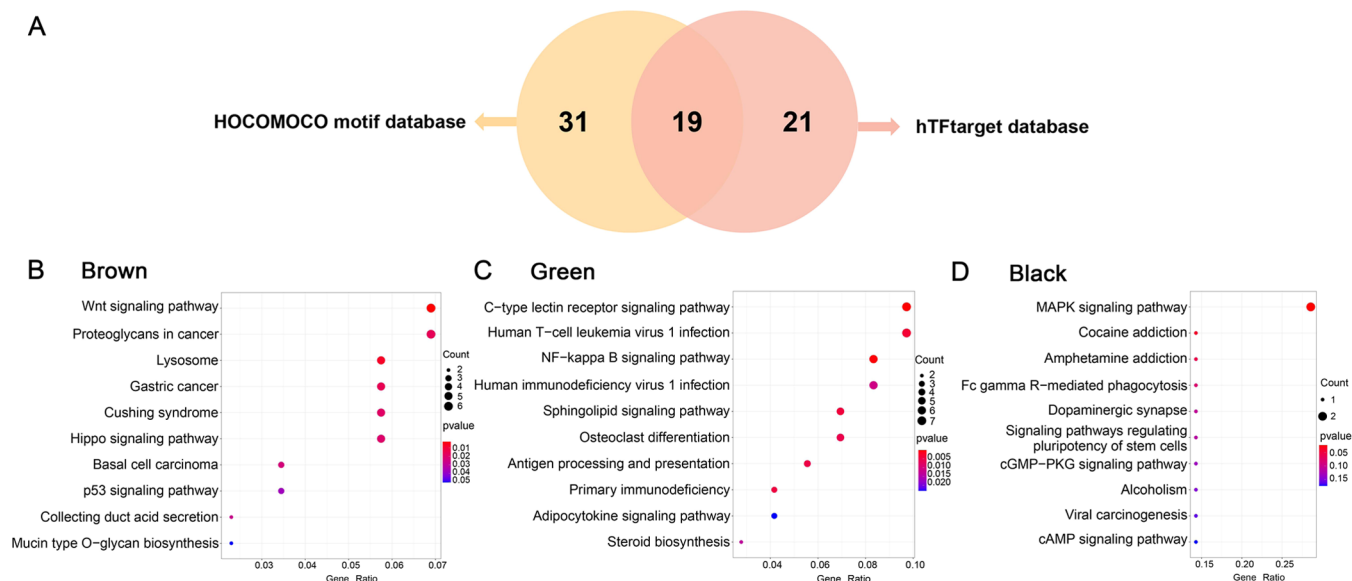 A
HOCOMOCO motif database
31
19
21
hTFtarget database
B Brown
Wnt signaling pathway
Proteoglycans in cancer
Lysosome
Gastric cancer
Cushing syndrome
Hippo signaling pathway
Basal cell carcinoma
p53 signaling pathway
Collecting duct acid secretion
Mucin type O−glycan biosynthesis
0.03 0.04 0.05 0.06 0.07
Gene Ratio
Count
2
3
4
5
6
pvalue
0.01
0.02
0.03
0.04
0.05
C Green
C−type lectin receptor signaling pathway
Human T−cell leukemia virus 1 infection
NF−kappa B signaling pathway
Human immunodeficiency virus 1 infection
Sphingolipid signaling pathway
Osteoclast differentiation
Antigen processing and presentation
Primary immunodeficiency
Adipocytokine signaling pathway
Steroid biosynthesis
0.04 0.06 0.08 0.10
Gene Ratio
Count
2
3
4
5
6
7
pvalue
0.005
0.010
0.015
0.020
D Black
MAPK signaling pathway
Cocaine addiction
Amphetamine addiction
Fc gamma R−mediated phagocytosis
Dopaminergic synapse
Signaling pathways regulating
pluripotency of stem cells
cGMP−PKG signaling pathway
Alcoholism
Viral carcinogenesis
cAMP signaling pathway
0.15 0.20 0.25
Gene Ratio
Count
1
2
pvalue
0.05
0.10
0.15